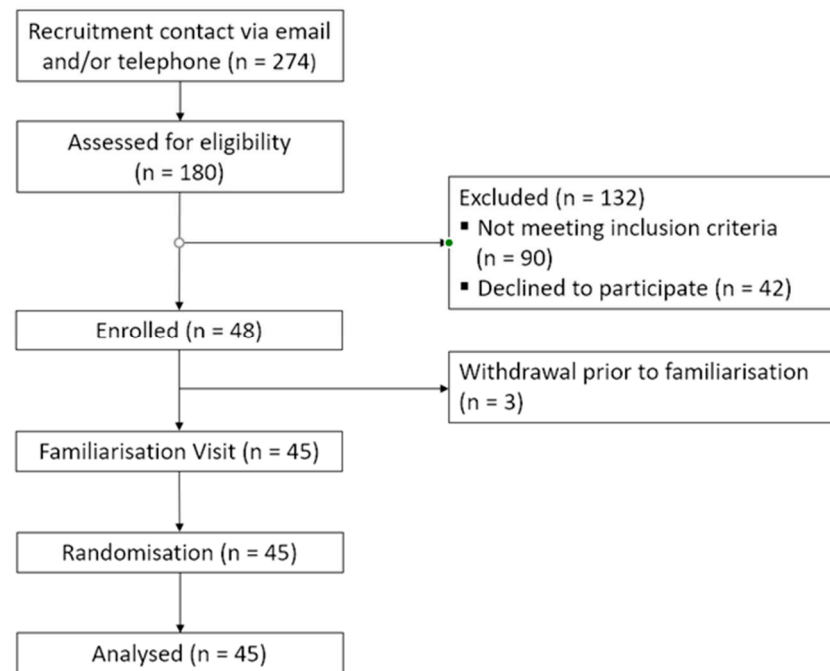 Recruitment contact via email
and/or telephone (n = 274)
Assessed for eligibility
(n = 180)
Excluded (n = 132)
▪ Not meeting inclusion criteria
(n = 90)
▪ Declined to participate (n = 42)
Enrolled (n = 48)
Withdrawal prior to familiarisation
(n = 3)
Familiarisation Visit (n = 45)
Randomisation (n = 45)
Analysed (n = 45)